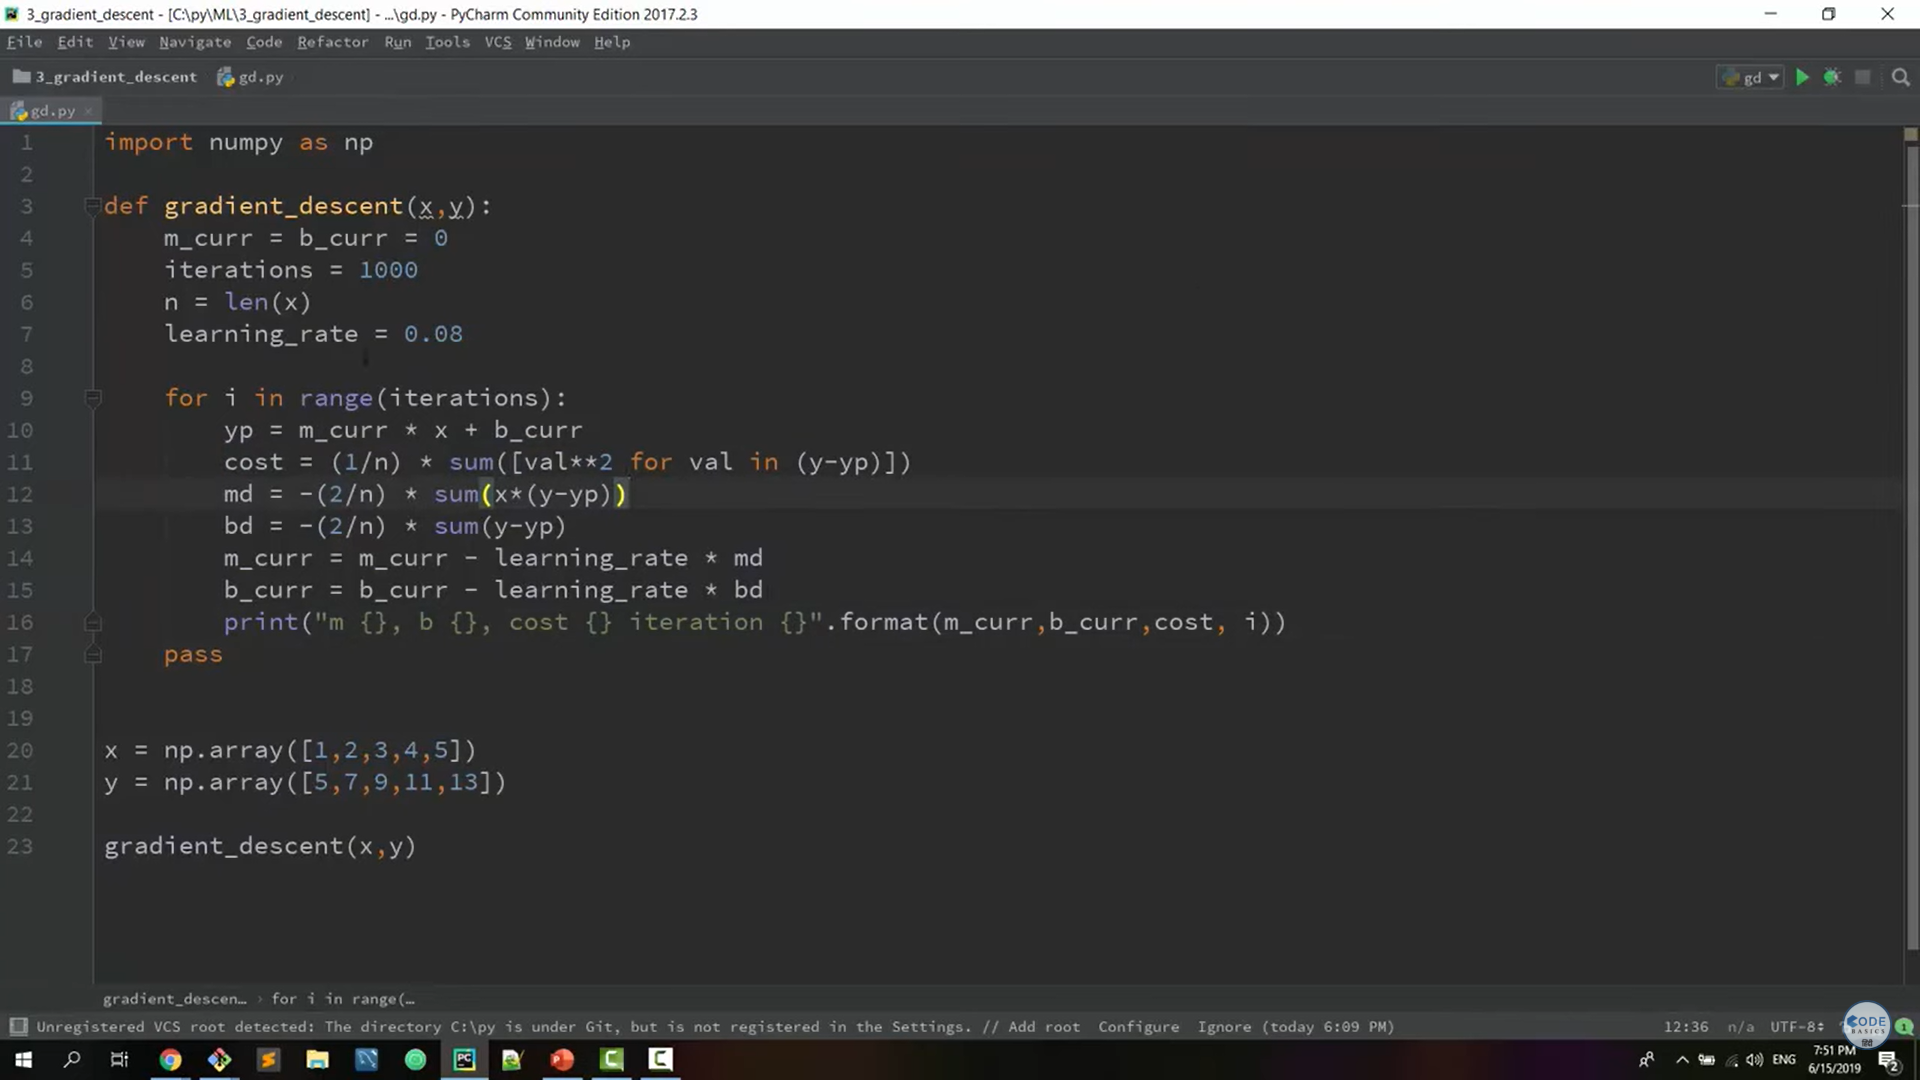 3_gradient_descent - [C:\py\ML\3_gradient_descent] - ...\gd.py - PyCharm Community Edition 2017.2.3
File Edit View Navigate Code Refactor Run Tools VCS Window Help
3_gradient_descent gd.py gd
gd.py
1 import numpy as np
2
3 def gradient_descent(x,y):
4 m_curr = b_curr = 0
5 iterations = 1000
6 n = len(x)
7 learning_rate = 0.08
8
9 for i in range(iterations):
10 yp = m_curr * x + b_curr
11 cost = (1/n) * sum([val**2 for val in (y-yp)])
12 md = -(2/n) * sum(x*(y-yp))
13 bd = -(2/n) * sum(y-yp)
14 m_curr = m_curr - learning_rate * md
15 b_curr = b_curr - learning_rate * bd
16 print("m {}, b {}, cost {} iteration {}".format(m_curr,b_curr,cost, i))
17 pass
18
19
20 x = np.array([1,2,3,4,5])
21 y = np.array([5,7,9,11,13])
22
23 gradient_descent(x,y)
gradient_descen… › for i in range(…
Unregistered VCS root detected: The directory C:\py is under Git, but is not registered in the Settings. // Add root Configure Ignore (today 6:09 PM) 12:36 n/a UTF-8
CODE
BASICS
हिंदी
1
ENG
7:51 PM
6/15/2019
2